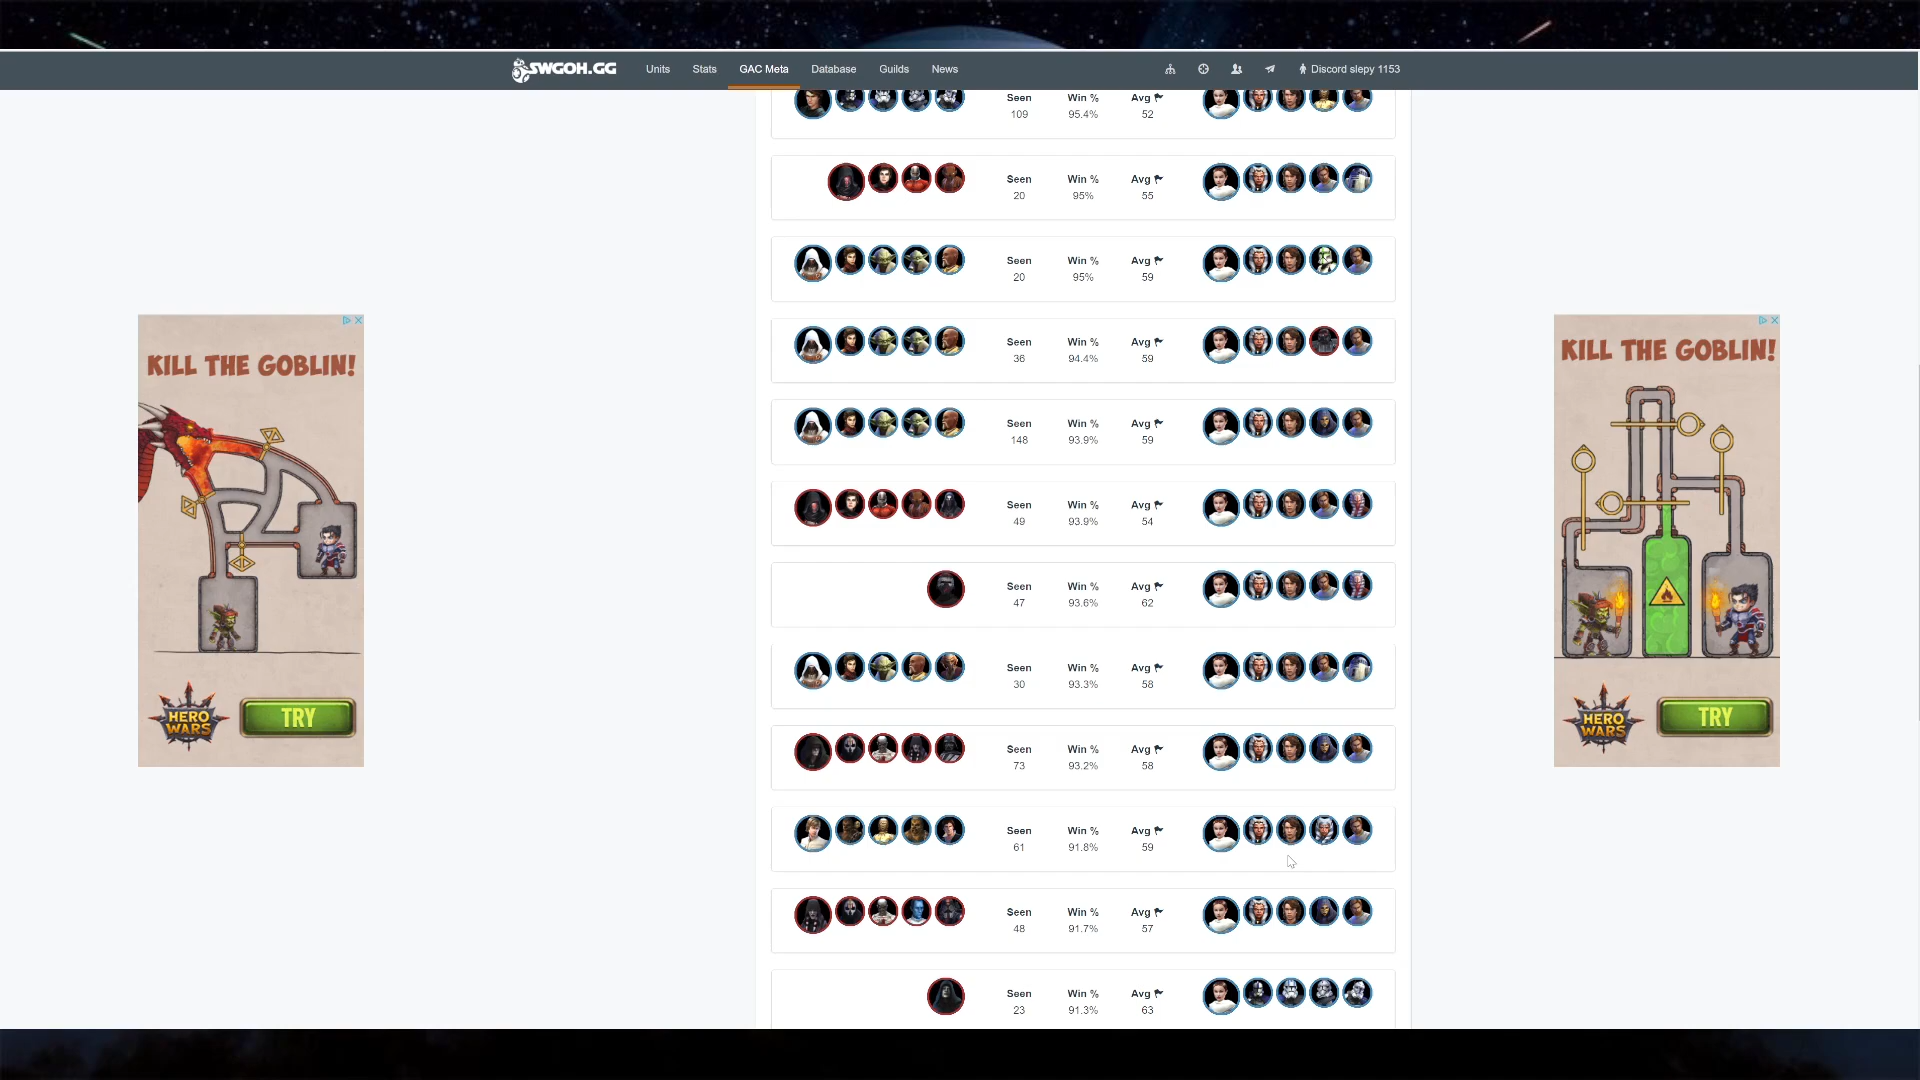 SWGOH.GG Units Stats GAC Meta Database Guilds News Discord slepy 1153
Seen Win % Avg
109 95.4% 52
Seen Win % Avg
20 95% 55
Seen Win % Avg
20 95% 59
Seen Win % Avg
36 94.4% 59
Seen Win % Avg
148 93.9% 59
Seen Win % Avg
49 93.9% 54
Seen Win % Avg
47 93.6% 62
Seen Win % Avg
30 93.3% 58
Seen Win % Avg
73 93.2% 58
Seen Win % Avg
61 91.8% 59
Seen Win % Avg
48 91.7% 57
Seen Win % Avg
23 91.3% 63
KILL THE GOBLIN!
HERO
WARS
TRY
KILL THE GOBLIN!
HERO
WARS
TRY